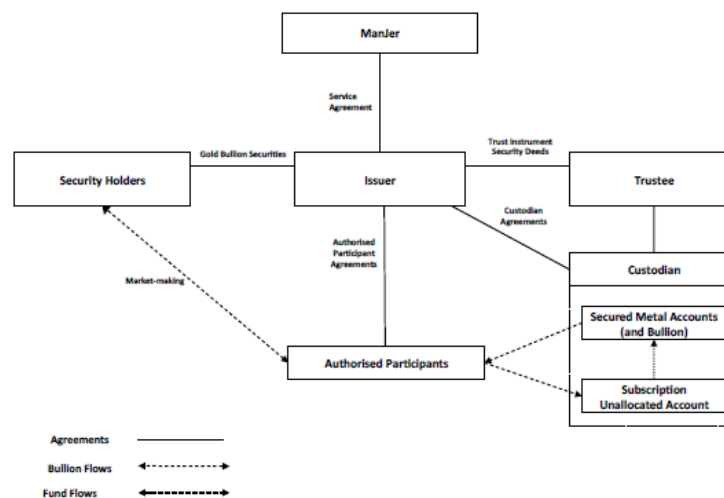 ManJer
Service
Agreement
Gold Bullion Securities
Trust Instrument
Security Deeds
Security Holders
Issuer
Trustee
Custodian
Agreements
Authorised
Participant
Agreements
Custodian
Market-making
Secured Metal Accounts
(and Bullion)
Authorised Participants
Subscription
Unallocated Account
Agreements
Bullion Flows
Fund Flows